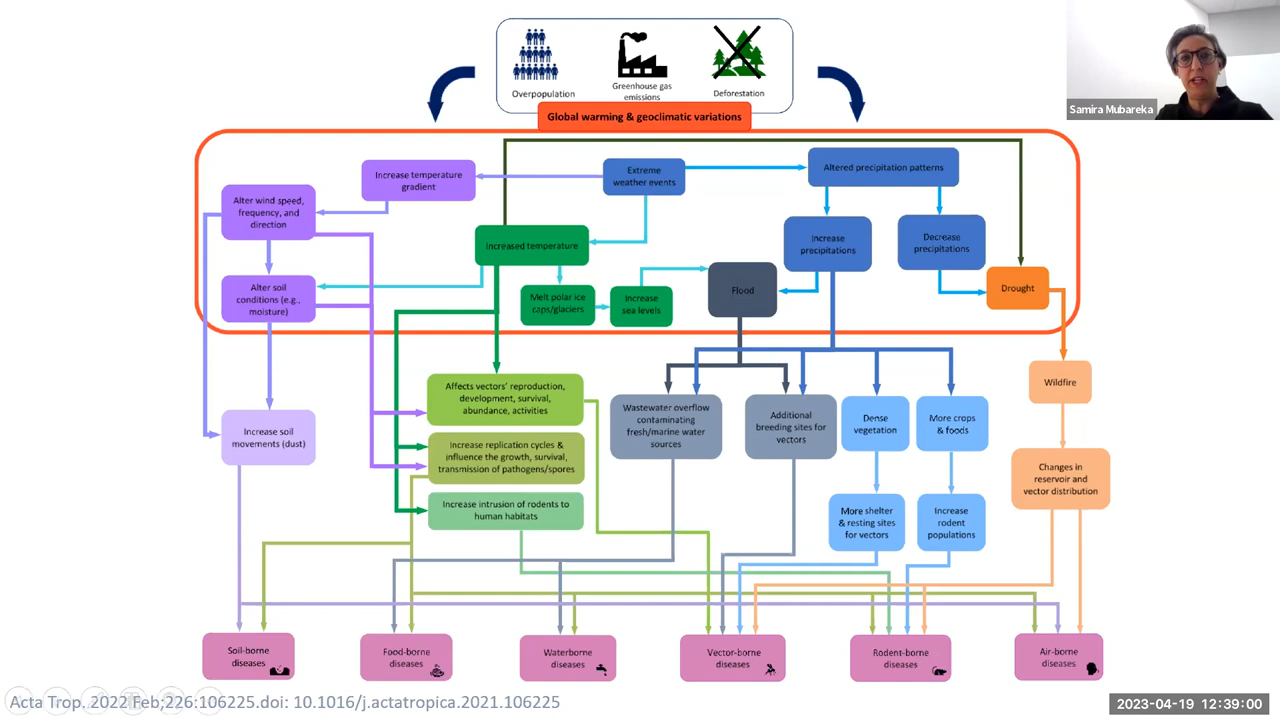 Overpopulation
Greenhouse gas
emissions
Deforestation
Samira Mubareka
Global warming & geoclimatic variations
Increase temperature
gradient
Extreme
weather events
Altered precipitation patterns
Alter wind speed,
frequency, and
direction
Increased temperature
Increase
precipitations
Decrease
precipitations
Alter soil
conditions (e.g.,
moisture)
Melt polar ice
caps/glaciers
Increase
sea levels
Flood
Drought
Wildfire
Affects vectors' reproduction,
development, survival,
abundance, activities
Wastewater overflow
contaminating
fresh/marine water
sources
Additional
breeding sites for
vectors
Dense
vegetation
More crops
& foods
Increase soil
movements (dust)
Increase replication cycles &
influence the growth, survival,
transmission of pathogens/spores
Changes in
reservoir and
vector distribution
Increase intrusion of rodents to
human habitats
More shelter
& resting sites
for vectors
Increase
rodent
populations
Soil-borne
diseases
Food-borne
diseases
Waterborne
diseases
Vector-borne
diseases
Rodent-borne
diseases
Air-borne
diseases
Acta Trop. 2022 Feb;226:106225.doi: 10.1016/j.actatropica.2021.106225
2023-04-19 12:39:00